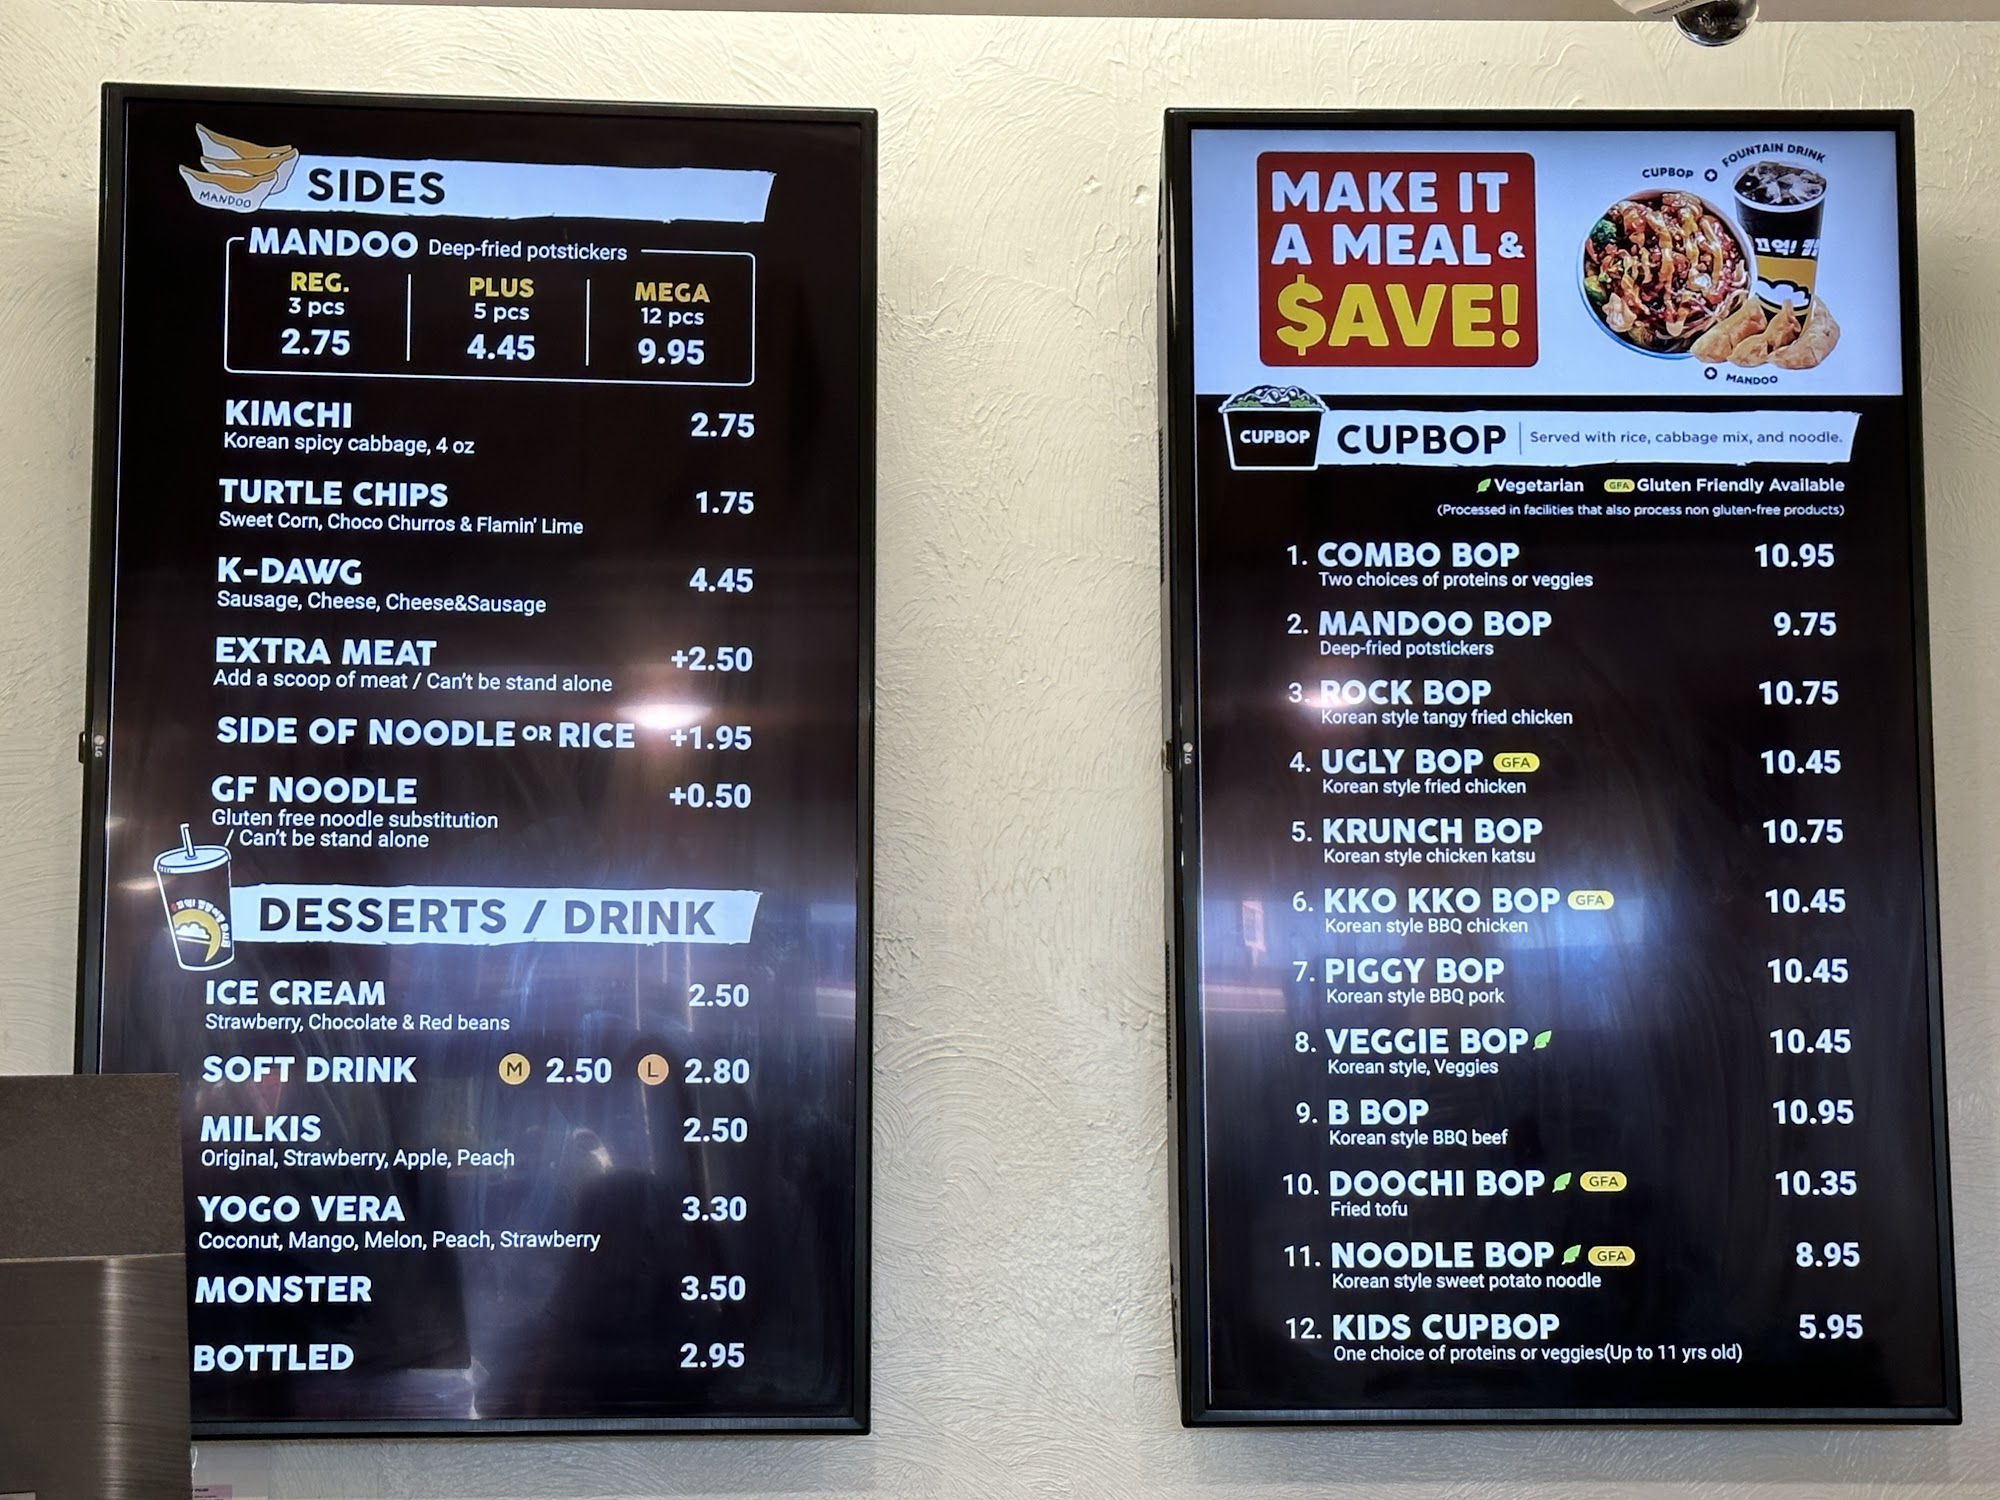 MANDOO
SIDES
MANDOO Deep-fried potstickers
REG.
3 pcs
2.75
PLUS
5 pcs
4.45
MEGA
12 pcs
9.95
KIMCHI 2.75
Korean spicy cabbage, 4 oz
TURTLE CHIPS 1.75
Sweet Corn, Choco Churros & Flamin' Lime
K-DAWG 4.45
Sausage, Cheese, Cheese&Sausage
EXTRA MEAT +2.50
Add a scoop of meat / Can't be stand alone
SIDE OF NOODLE OR RICE +1.95
GF NOODLE +0.50
Gluten free noodle substitution
/ Can't be stand alone
DESSERTS / DRINK
ICE CREAM 2.50
Strawberry, Chocolate & Red beans
SOFT DRINK M 2.50 L 2.80
MILKIS 2.50
Original, Strawberry, Apple, Peach
YOGO VERA 3.30
Coconut, Mango, Melon, Peach, Strawberry
MONSTER 3.50
BOTTLED 2.95
LG
MAKE IT
A MEAL &
$AVE!
CUPBOP + FOUNTAIN DRINK
+ MANDOO
CUPBOP
CUPBOP Served with rice, cabbage mix, and noodle.
Vegetarian GFA Gluten Friendly Available
(Processed in facilities that also process non gluten-free products)
1. COMBO BOP 10.95
Two choices of proteins or veggies
2. MANDOO BOP 9.75
Deep-fried potstickers
3. ROCK BOP 10.75
Korean style tangy fried chicken
4. UGLY BOP GFA 10.45
Korean style fried chicken
5. KRUNCH BOP 10.75
Korean style chicken katsu
6. KKO KKO BOP GFA 10.45
Korean style BBQ chicken
7. PIGGY BOP 10.45
Korean style BBQ pork
8. VEGGIE BOP 10.45
Korean style, Veggies
9. B BOP 10.95
Korean style BBQ beef
10. DOOCHI BOP GFA 10.35
Fried tofu
11. NOODLE BOP GFA 8.95
Korean style sweet potato noodle
12. KIDS CUPBOP 5.95
One choice of proteins or veggies(Up to 11 yrs old)
LG